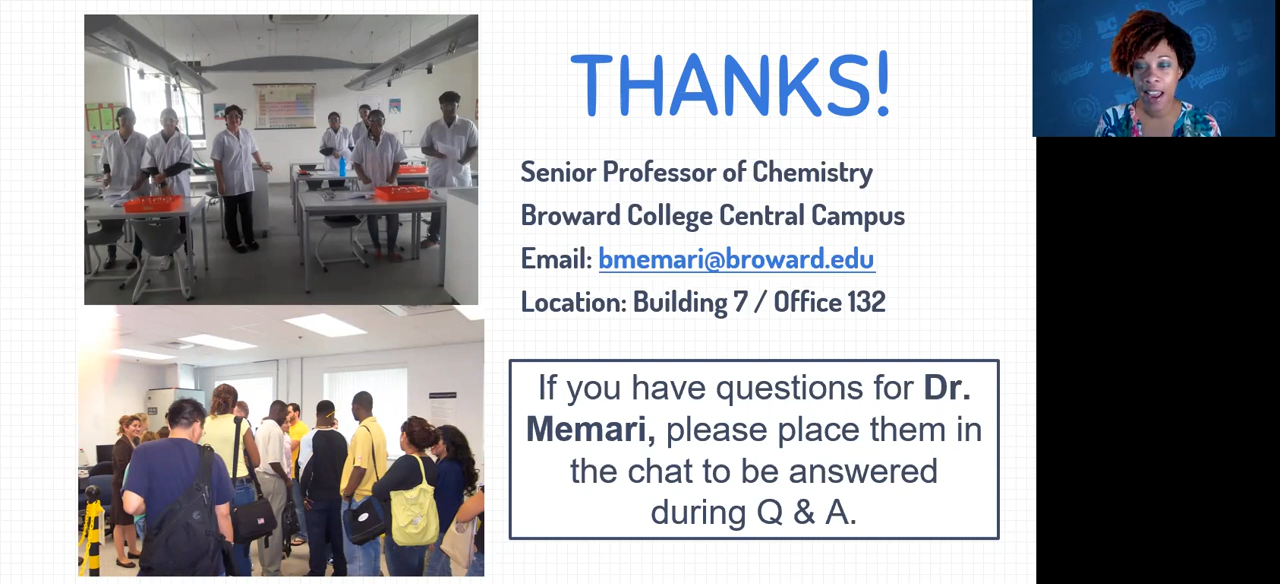 THANKS!
Senior Professor of Chemistry
Broward College Central Campus
Email: bmemari@broward.edu
Location: Building 7 / Office 132
If you have questions for Dr.
Memari, please place them in
the chat to be answered
during Q & A.